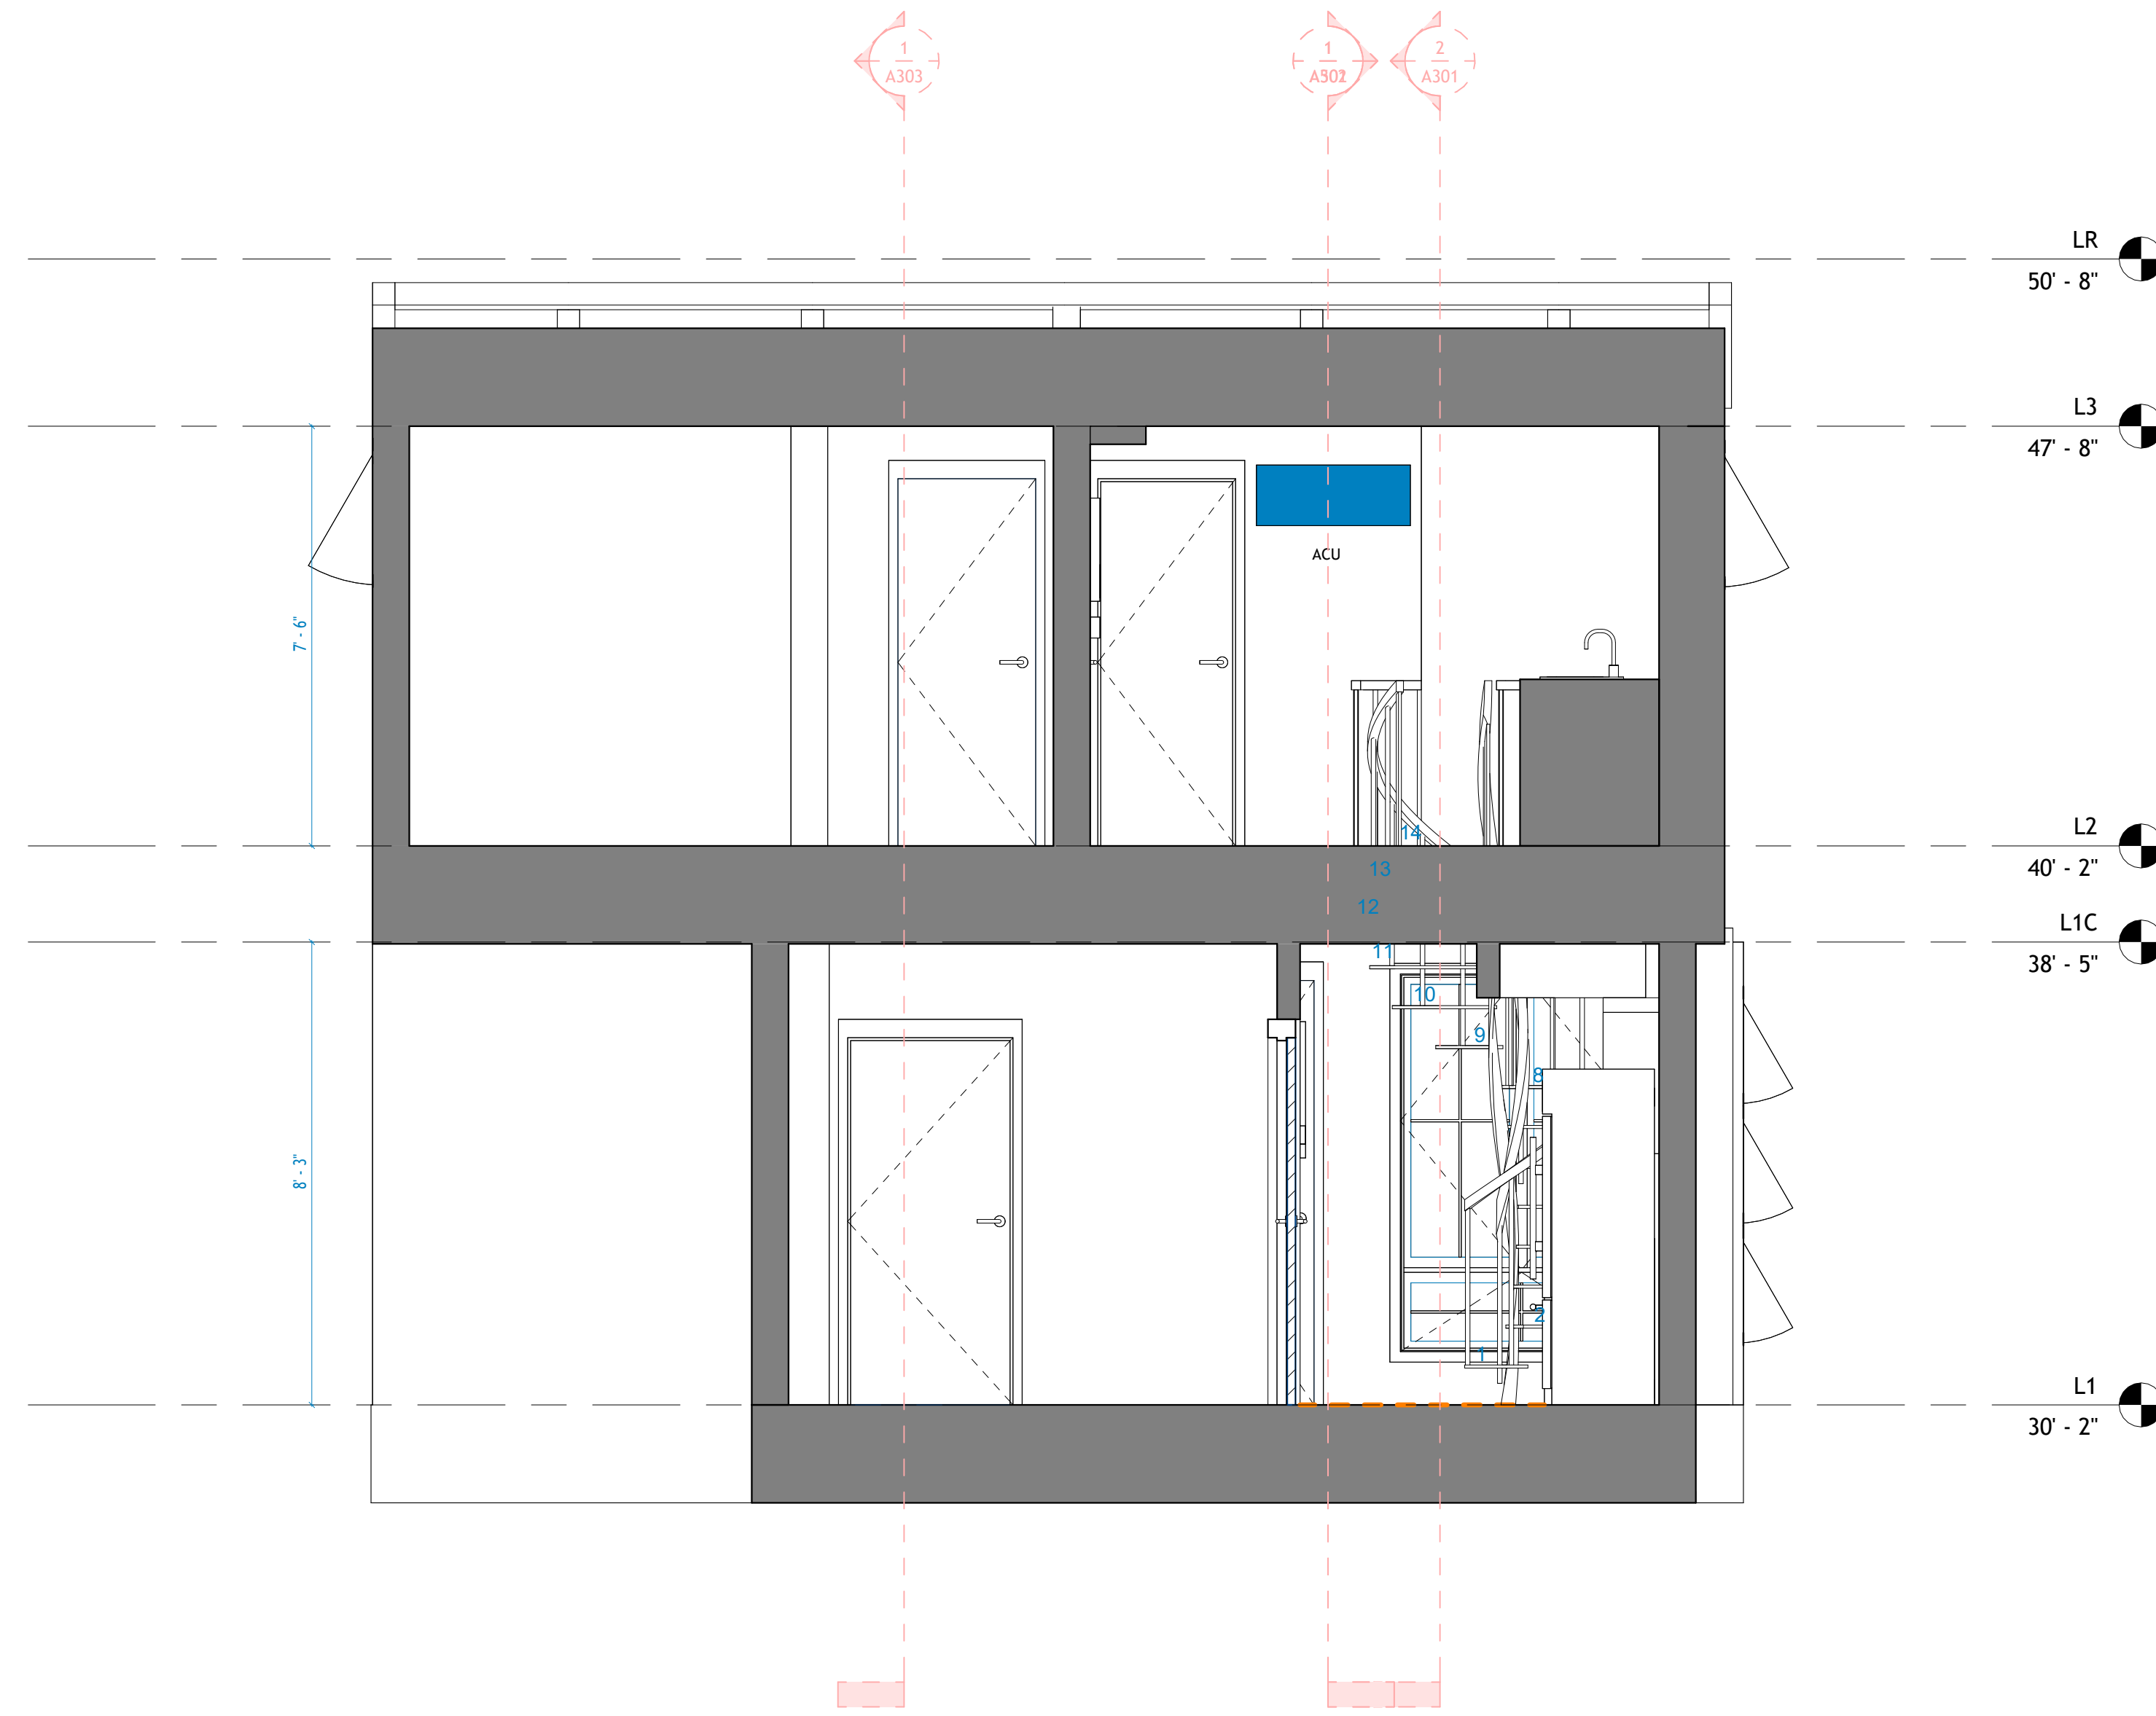 1
A303
1
2
A301
LR
50' - 8"
L3
47' - 8"
7' - 6"
ACU
14
L2
40' - 2"
13
12
L1C
38' - 5"
11
10
9
8
8' - 3"
2
1
L1
30' - 2"